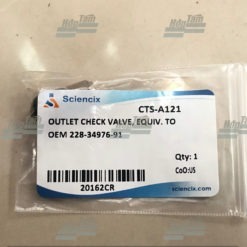 Sciencix
CTS-A121
OUTLET CHECK VALVE, EQUIV. TO
OEM 228-34976-91
Qty: 1
CoO:US
20162CR
sciencix.com